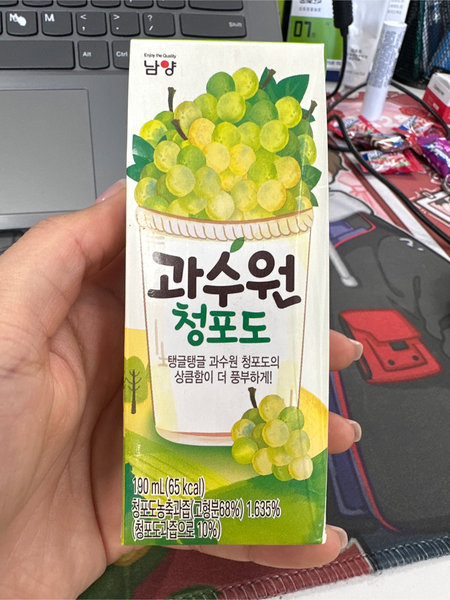 Enjoy the Quality
남양
과수원
청포도
탱글탱글 과수원 청포도의
상큼함이 더 풍부하게!
190 mL(65 kcal)
청포도농축과즙(고형분68%) 1.635%
(청포도과즙으로 10%)
07